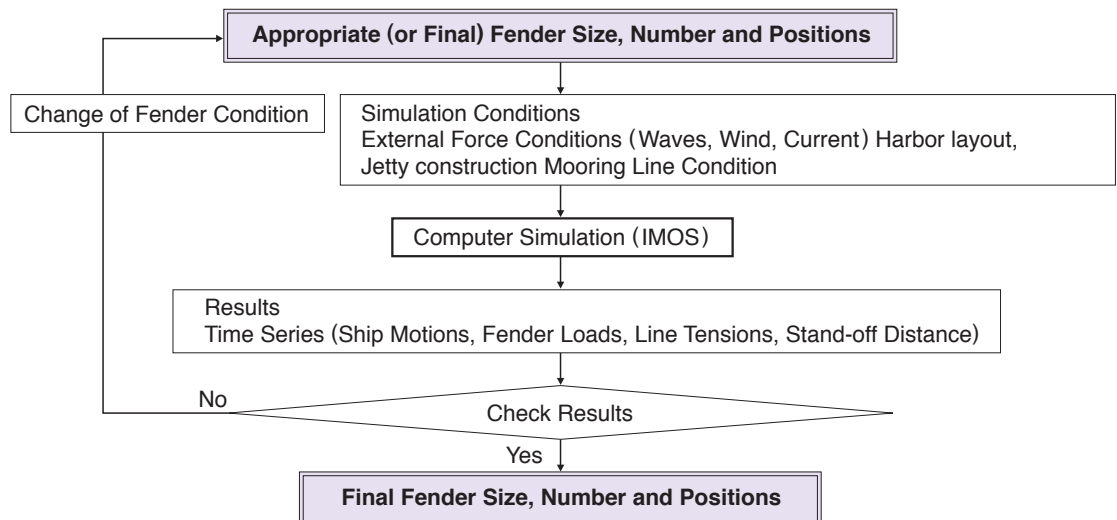 Appropriate (or Final) Fender Size, Number and Positions
Change of Fender Condition
Simulation Conditions
External Force Conditions (Waves, Wind, Current) Harbor layout,
Jetty construction Mooring Line Condition
Computer Simulation (IMOS)
Results
Time Series (Ship Motions, Fender Loads, Line Tensions, Stand-off Distance)
No
Check Results
Yes
Final Fender Size, Number and Positions